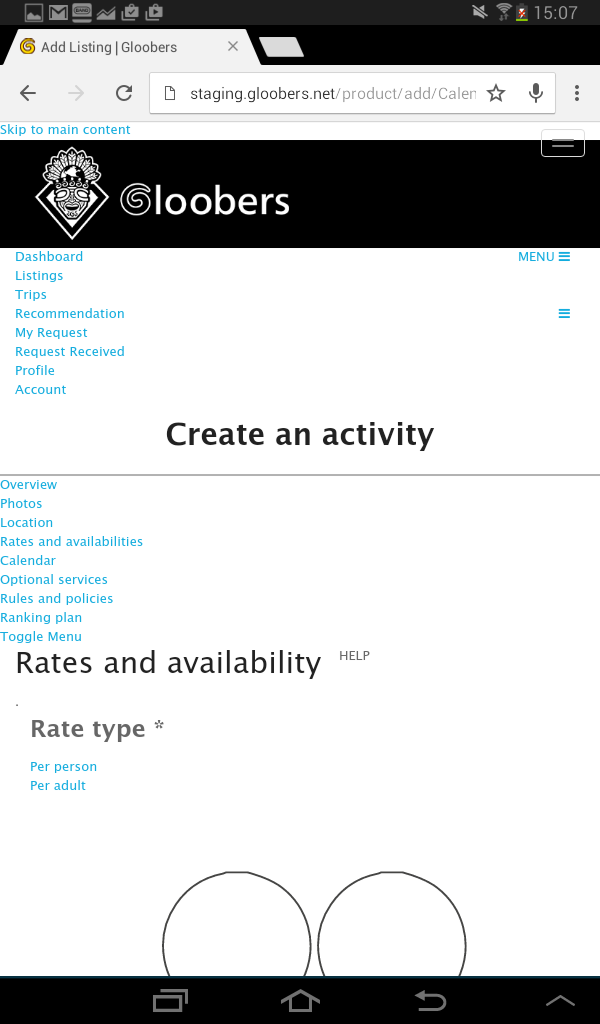 15:07
Add Listing | Gloobers
staging.gloobers.net/product/add/Calen
Skip to main content
Gloobers
Dashboard
MENU
Listings
Trips
Recommendation
My Request
Request Received
Profile
Account
Create an activity
Overview
Photos
Location
Rates and availabilities
Calendar
Optional services
Rules and policies
Ranking plan
Toggle Menu
Rates and availability HELP
.
Rate type *
Per person
Per adult